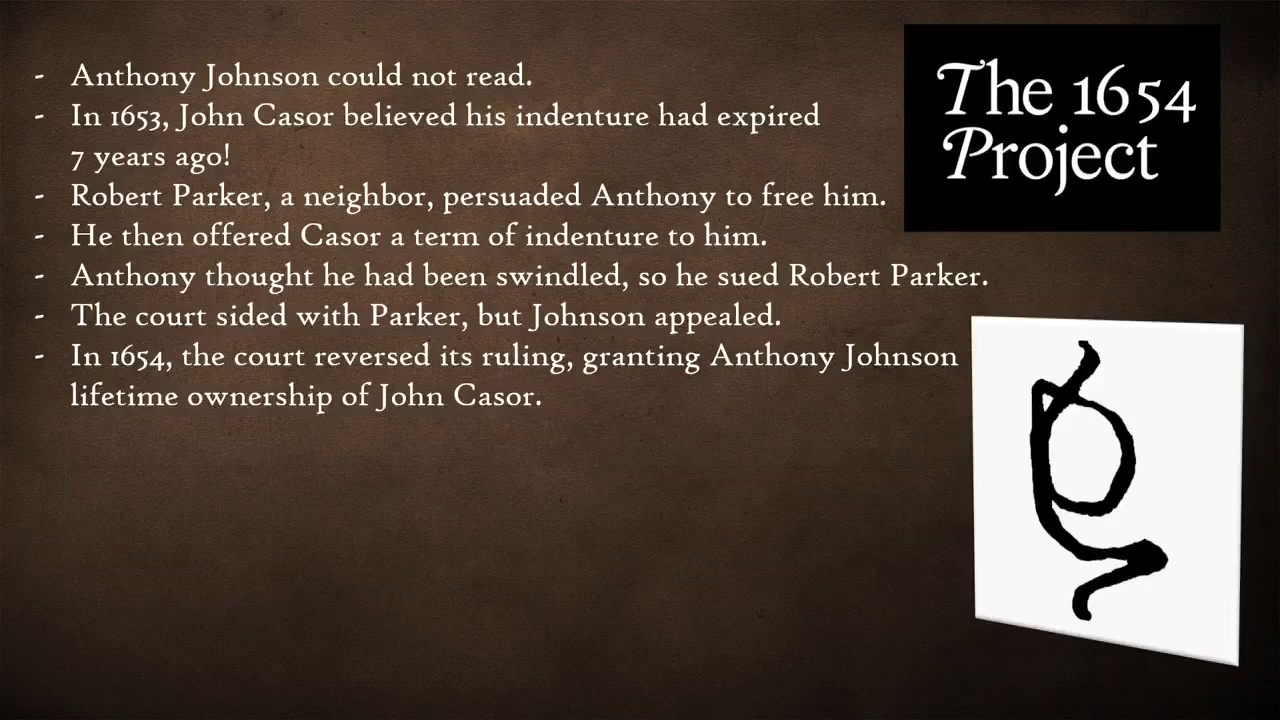 - Anthony Johnson could not read.
- In 1653, John Casor believed his indenture had expired
7 years ago!
- Robert Parker, a neighbor, persuaded Anthony to free him.
- He then offered Casor a term of indenture to him.
- Anthony thought he had been swindled, so he sued Robert Parker.
- The court sided with Parker, but Johnson appealed.
- In 1654, the court reversed its ruling, granting Anthony Johnson
lifetime ownership of John Casor.
The 1654
Project